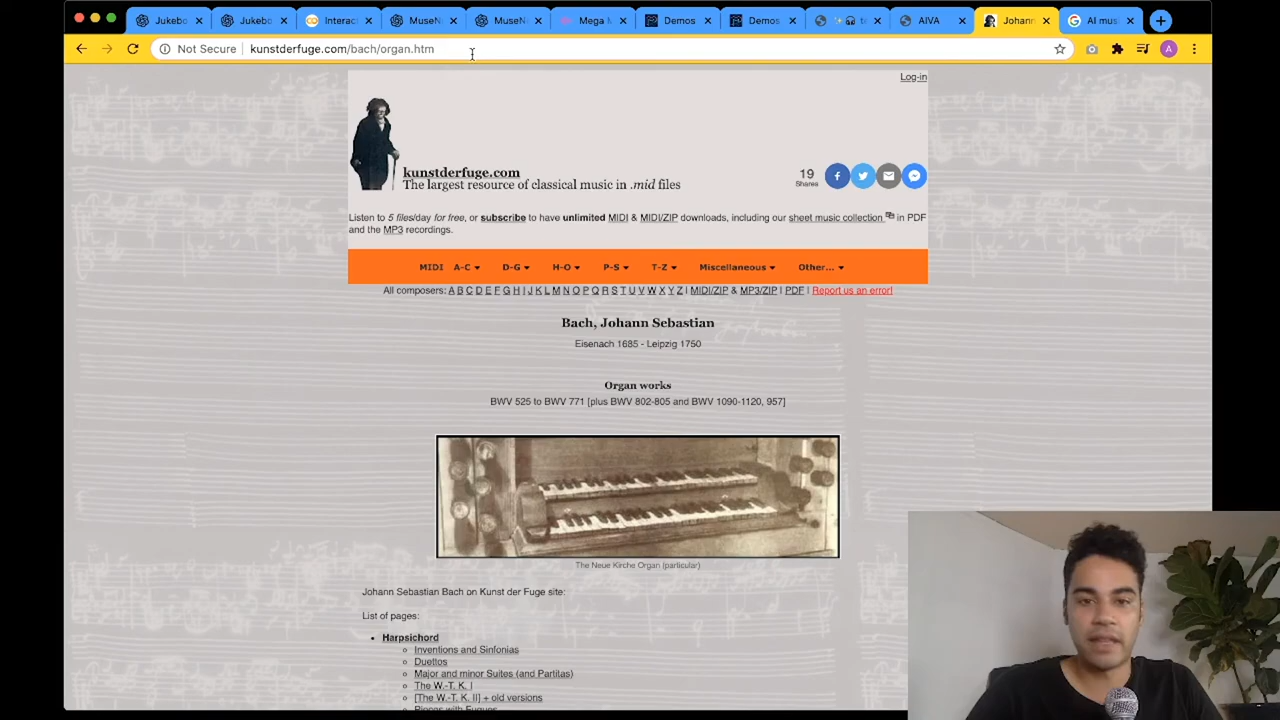 Jukebo
Jukebo
Interac
MuseN
MuseN
Mega M
Demos
Demos
AIVA
Johann
AI mus
Not Secure
kunstderfuge.com/bach/organ.htm
A
Log-in
kunstderfuge.com
The largest resource of classical music in .mid files
19
Shares
Listen to 5 files/day for free, or subscribe to have unlimited MIDI & MIDI/ZIP downloads, including our sheet music collection in PDF
and the MP3 recordings.
MIDI A-C D-G H-O P-S T-Z Miscellaneous Other...
All composers: A B C D E F G H I J K L M N O P Q R S T U V W X Y Z | MIDI/ZIP & MP3/ZIP | PDF | Report us an error!
Bach, Johann Sebastian
Eisenach 1685 - Leipzig 1750
Organ works
BWV 525 to BWV 771 [plus BWV 802-805 and BWV 1090-1120, 957]
The Neue Kirche Organ (particular)
Johann Sebastian Bach on Kunst der Fuge site:
List of pages:
Harpsichord
Inventions and Sinfonias
Duettos
Major and minor Suites (and Partitas)
The W.-T. K. I
[The W.-T. K. II] + old versions